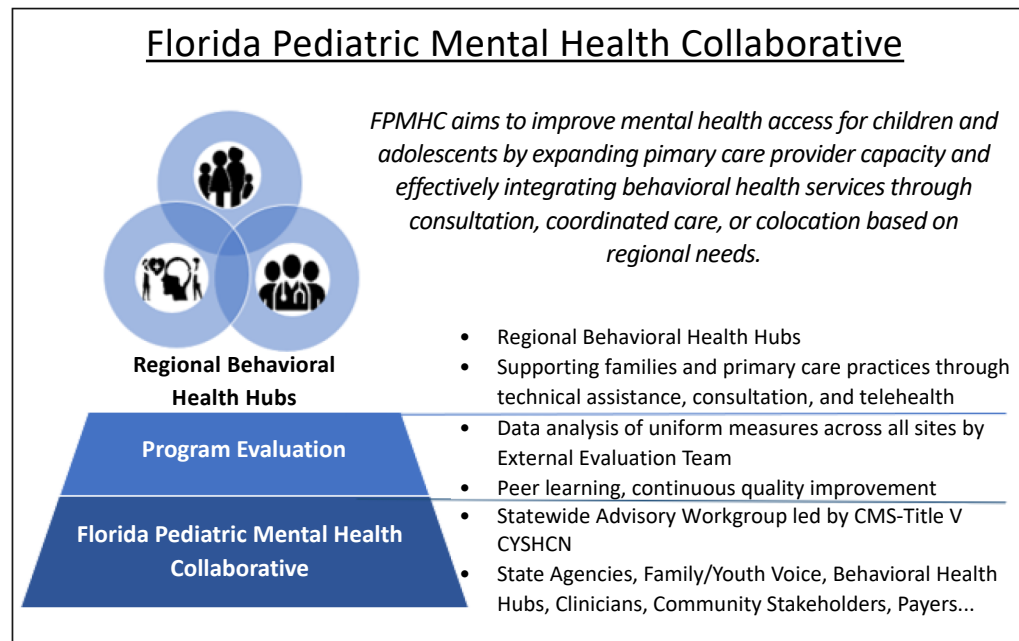 Florida Pediatric Mental Health Collaborative
FPMHC aims to improve mental health access for children and
adolescents by expanding pimary care provider capacity and
effectively integrating behavioral health services through
consultation, coordinated care, or colocation based on
regional needs.
Regional Behavioral
Health Hubs
• Regional Behavioral Health Hubs
• Supporting families and primary care practices through
technical assistance, consultation, and telehealth
Program Evaluation
• Data analysis of uniform measures across all sites by
External Evaluation Team
• Peer learning, continuous quality improvement
Florida Pediatric Mental Health
Collaborative
• Statewide Advisory Workgroup led by CMS-Title V
CYSHCN
• State Agencies, Family/Youth Voice, Behavioral Health
Hubs, Clinicians, Community Stakeholders, Payers...